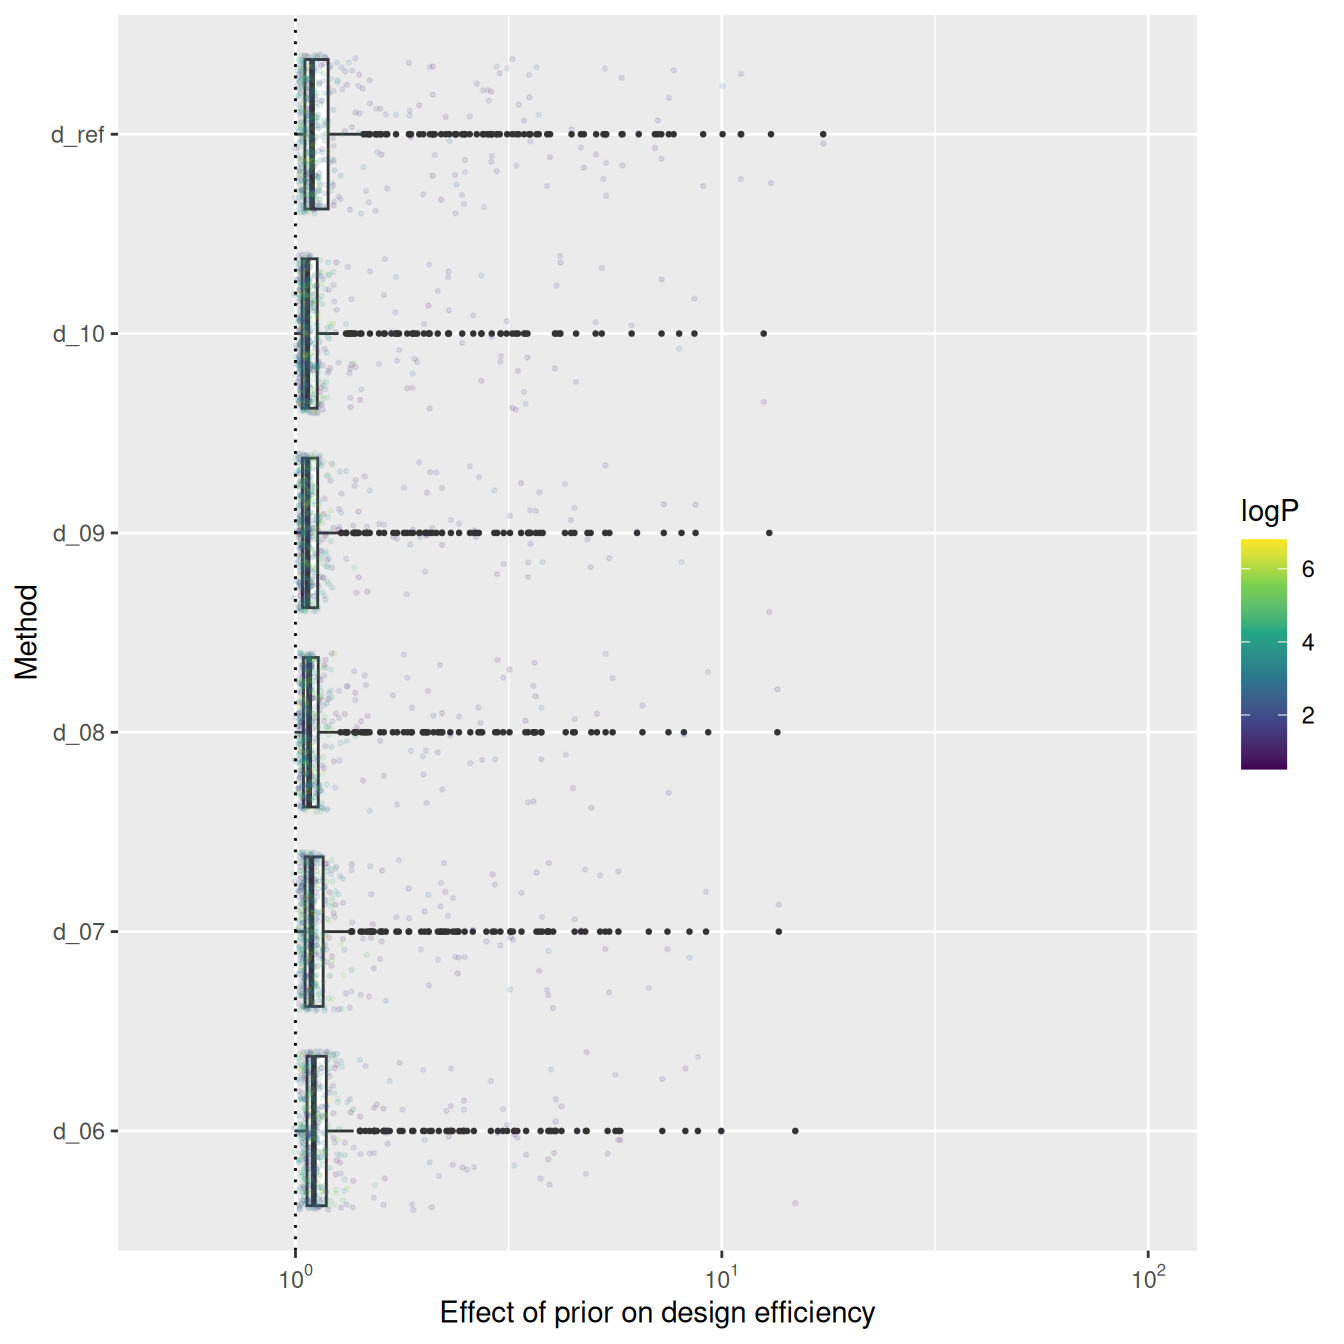 d_ref
d_10
d_09
d_08
d_07
d_06
Method
10^0
10^1
10^2
Effect of prior on design efficiency
logP
6
4
2